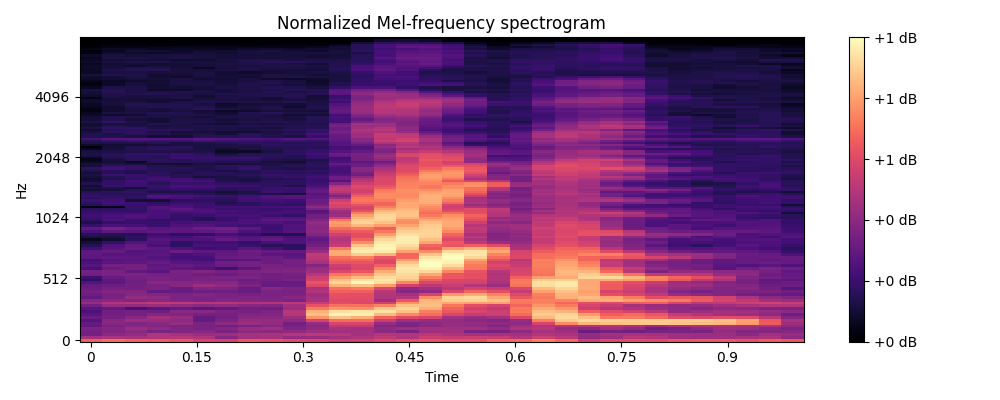 Normalized Mel-frequency spectrogram
Hz
4096
2048
1024
512
0
0 0.15 0.3 0.45 0.6 0.75 0.9
Time
+1 dB
+1 dB
+1 dB
+0 dB
+0 dB
+0 dB